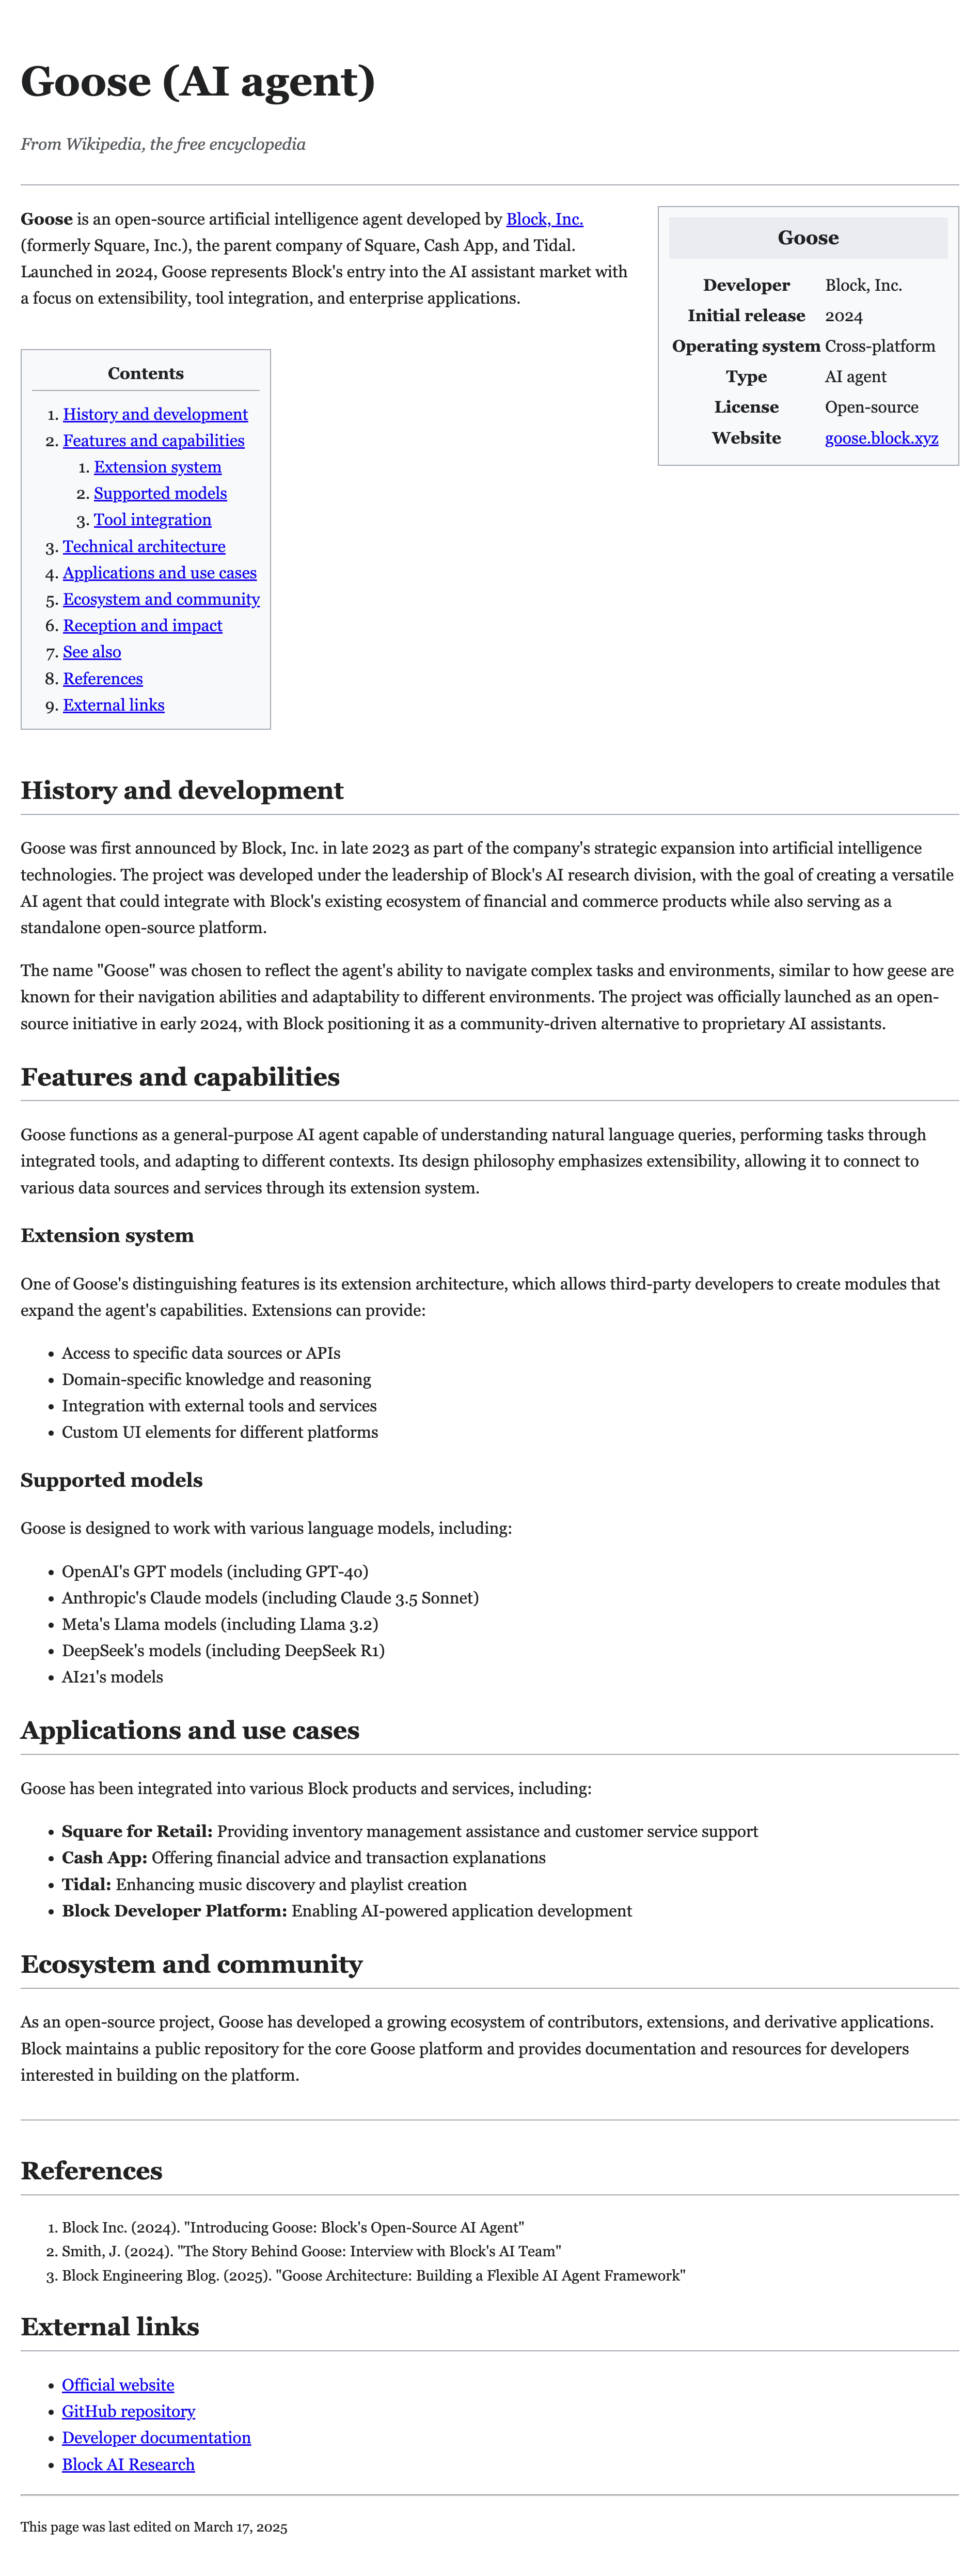 Goose (AI agent)
From Wikipedia, the free encyclopedia
Goose is an open-source artificial intelligence agent developed by Block, Inc.
(formerly Square, Inc.), the parent company of Square, Cash App, and Tidal.
Launched in 2024, Goose represents Block's entry into the AI assistant market with
a focus on extensibility, tool integration, and enterprise applications.
Goose
Developer Block, Inc.
Initial release 2024
Operating system Cross-platform
Type AI agent
License Open-source
Website goose.block.xyz
Contents
1. History and development
2. Features and capabilities
1. Extension system
2. Supported models
3. Tool integration
3. Technical architecture
4. Applications and use cases
5. Ecosystem and community
6. Reception and impact
7. See also
8. References
9. External links
History and development
Goose was first announced by Block, Inc. in late 2023 as part of the company's strategic expansion into artificial intelligence
technologies. The project was developed under the leadership of Block's AI research division, with the goal of creating a versatile
AI agent that could integrate with Block's existing ecosystem of financial and commerce products while also serving as a
standalone open-source platform.
The name "Goose" was chosen to reflect the agent's ability to navigate complex tasks and environments, similar to how geese are
known for their navigation abilities and adaptability to different environments. The project was officially launched as an open-
source initiative in early 2024, with Block positioning it as a community-driven alternative to proprietary AI assistants.
Features and capabilities
Goose functions as a general-purpose AI agent capable of understanding natural language queries, performing tasks through
integrated tools, and adapting to different contexts. Its design philosophy emphasizes extensibility, allowing it to connect to
various data sources and services through its extension system.
Extension system
One of Goose's distinguishing features is its extension architecture, which allows third-party developers to create modules that
expand the agent's capabilities. Extensions can provide:
• Access to specific data sources or APIs
• Domain-specific knowledge and reasoning
• Integration with external tools and services
• Custom UI elements for different platforms
Supported models
Goose is designed to work with various language models, including:
• OpenAI's GPT models (including GPT-4o)
• Anthropic's Claude models (including Claude 3.5 Sonnet)
• Meta's Llama models (including Llama 3.2)
• DeepSeek's models (including DeepSeek R1)
• AI21's models
Applications and use cases
Goose has been integrated into various Block products and services, including:
• Square for Retail: Providing inventory management assistance and customer service support
• Cash App: Offering financial advice and transaction explanations
• Tidal: Enhancing music discovery and playlist creation
• Block Developer Platform: Enabling AI-powered application development
Ecosystem and community
As an open-source project, Goose has developed a growing ecosystem of contributors, extensions, and derivative applications.
Block maintains a public repository for the core Goose platform and provides documentation and resources for developers
interested in building on the platform.
References
1. Block Inc. (2024). "Introducing Goose: Block's Open-Source AI Agent"
2. Smith, J. (2024). "The Story Behind Goose: Interview with Block's AI Team"
3. Block Engineering Blog. (2025). "Goose Architecture: Building a Flexible AI Agent Framework"
External links
• Official website
• GitHub repository
• Developer documentation
• Block AI Research
This page was last edited on March 17, 2025